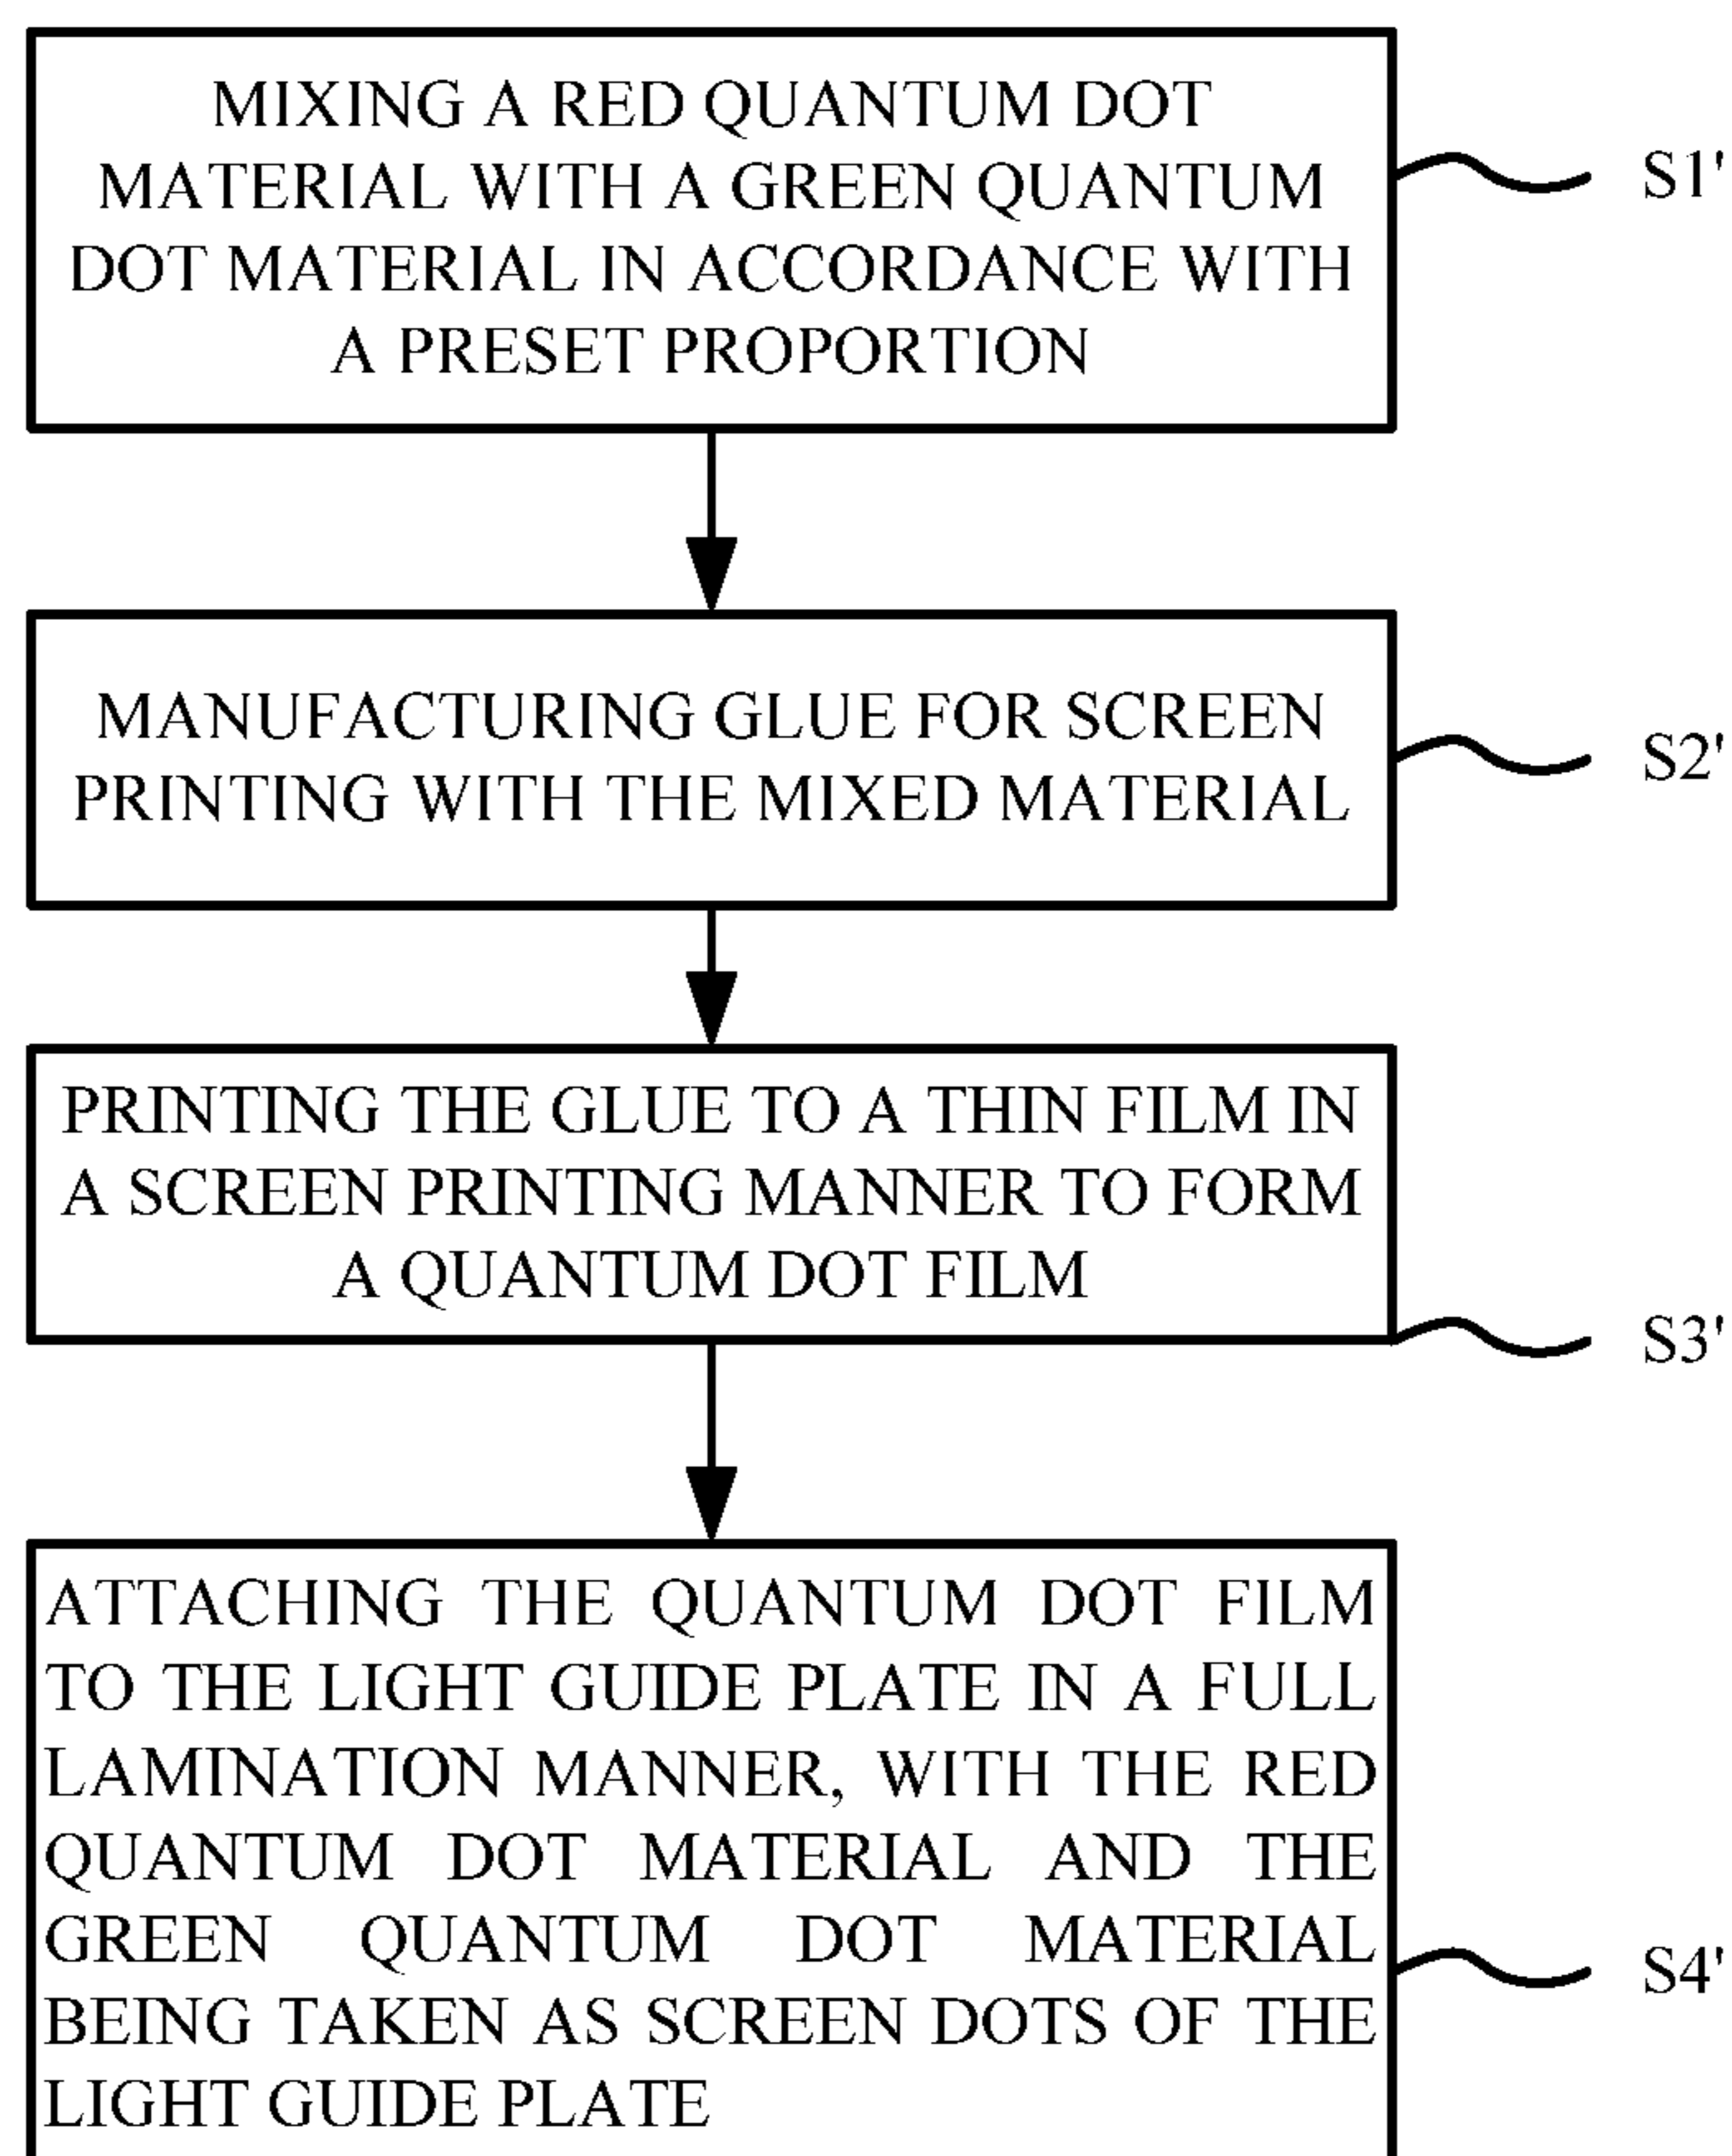 MIXING A RED QUANTUM DOT
MATERIAL WITH A GREEN QUANTUM
DOT MATERIAL IN ACCORDANCE WITH
A PRESET PROPORTION
S1'
MANUFACTURING GLUE FOR SCREEN
PRINTING WITH THE MIXED MATERIAL
S2'
PRINTING THE GLUE TO A THIN FILM IN
A SCREEN PRINTING MANNER TO FORM
A QUANTUM DOT FILM
S3'
ATTACHING THE QUANTUM DOT FILM
TO THE LIGHT GUIDE PLATE IN A FULL
LAMINATION MANNER, WITH THE RED
QUANTUM DOT MATERIAL AND THE
GREEN QUANTUM DOT MATERIAL
BEING TAKEN AS SCREEN DOTS OF THE
LIGHT GUIDE PLATE
S4'